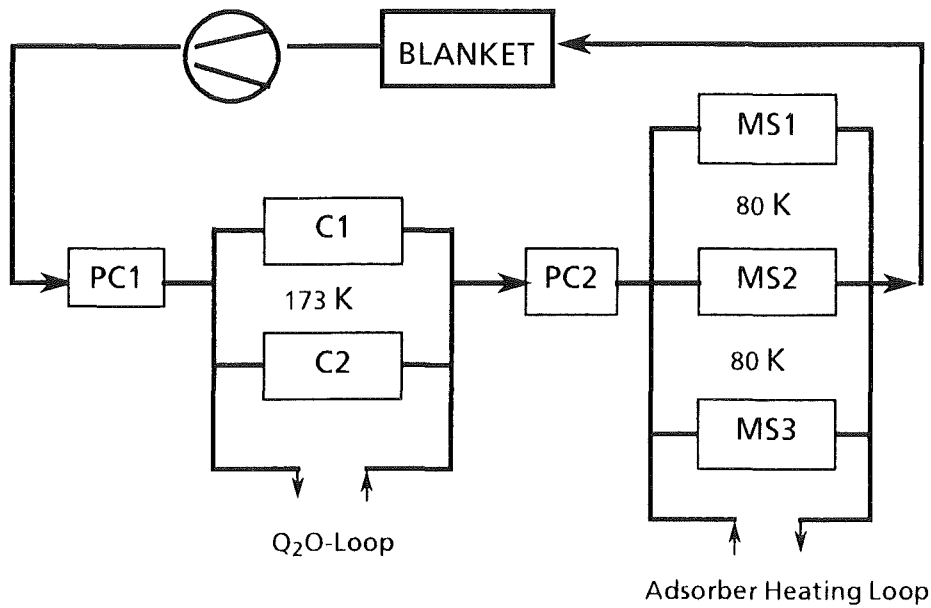 BLANKET
MS1
80 K
C1
PC1
173 K
PC2
MS2
C2
80 K
MS3
Q₂O-Loop
Adsorber Heating Loop